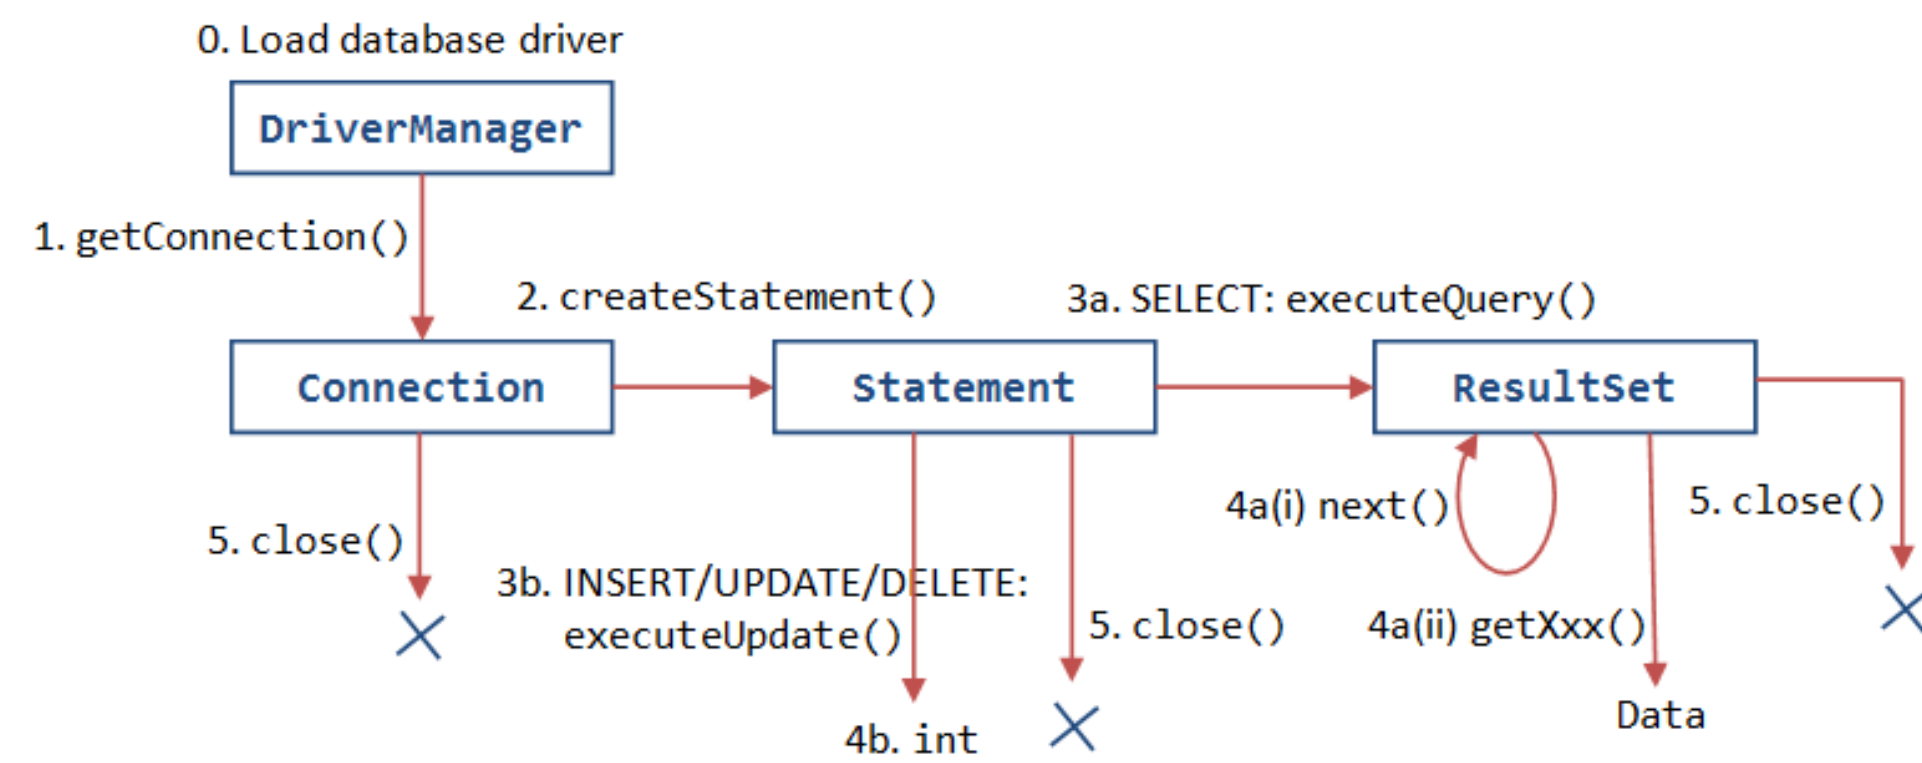 0. Load database driver
DriverManager
1. getConnection()
2. createStatement()
3a. SELECT: executeQuery()
Connection
Statement
ResultSet
4a(i) next()
5. close()
5. close()
3b. INSERT/UPDATE/DELETE:
executeUpdate()
5. close()
4a(ii) getXxx()
4b. int
Data